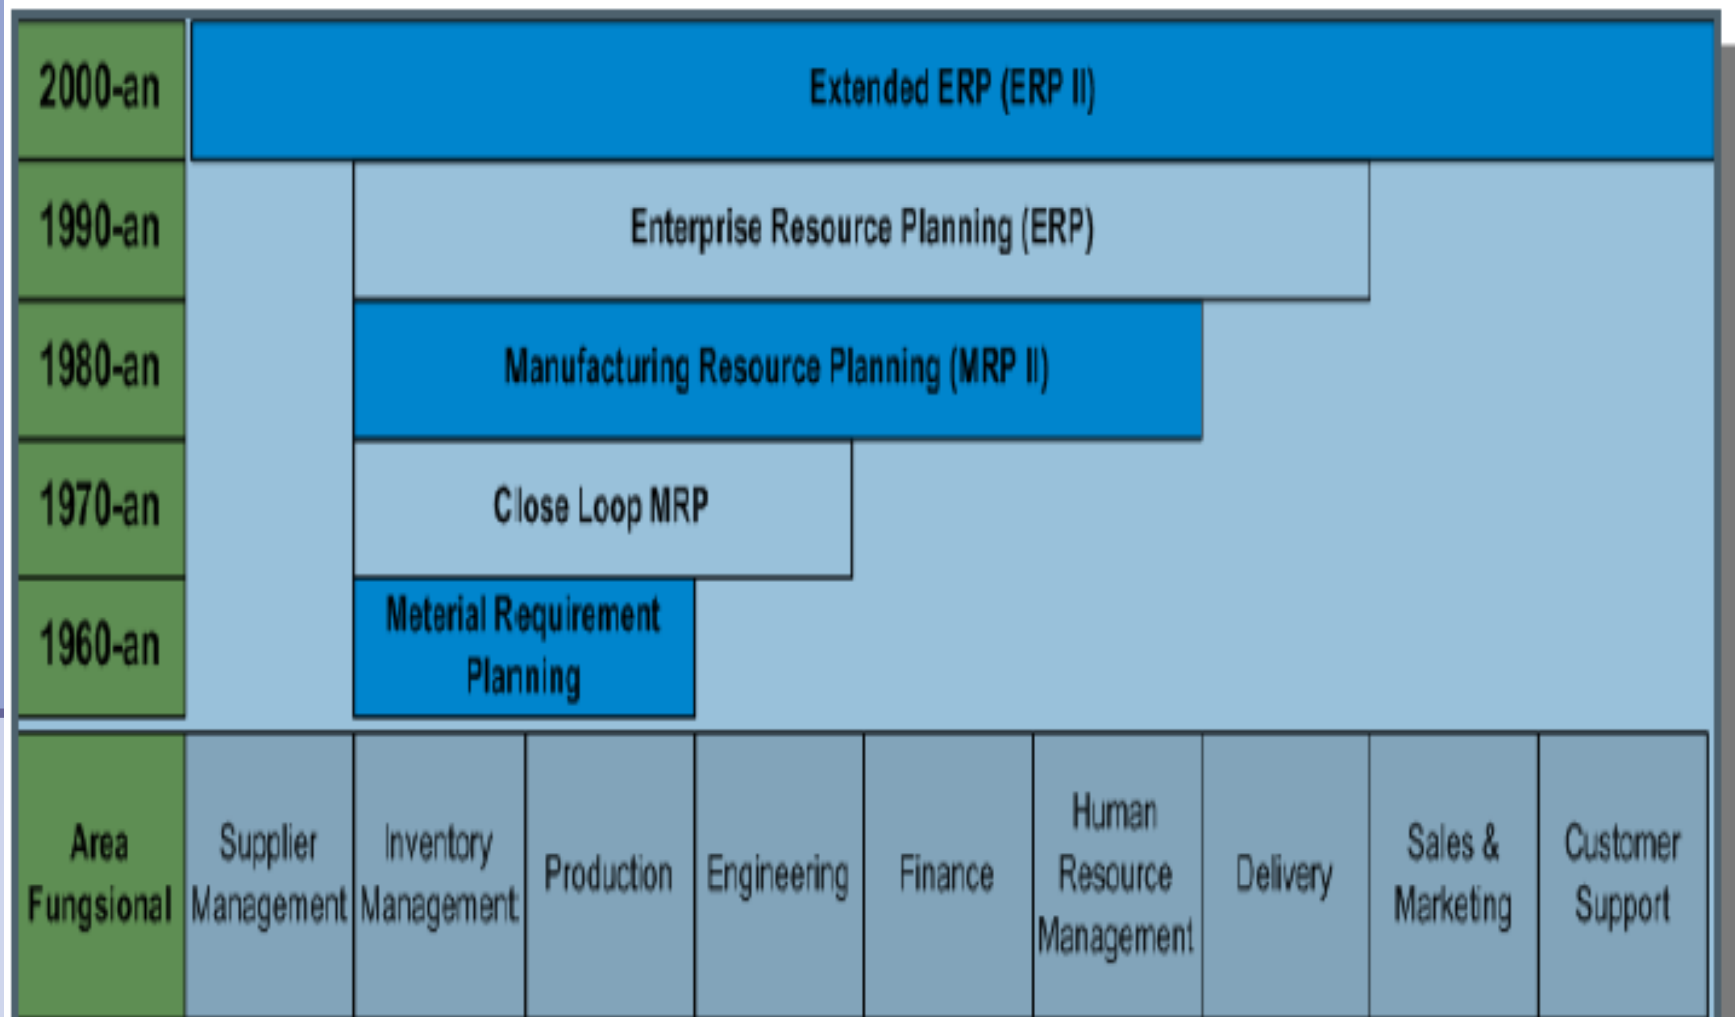 2000-an
Extended ERP (ERP II)
1990-an
Enterprise Resource Planning (ERP)
1980-an
Manufacturing Resource Planning (MRP II)
1970-an
Close Loop MRP
1960-an
Meterial Requirement
Planning
Area
Fungsional
Supplier
Management
Inventory
Management
Production
Engineering
Finance
Human
Resource
Management
Delivery
Sales &
Marketing
Customer
Support